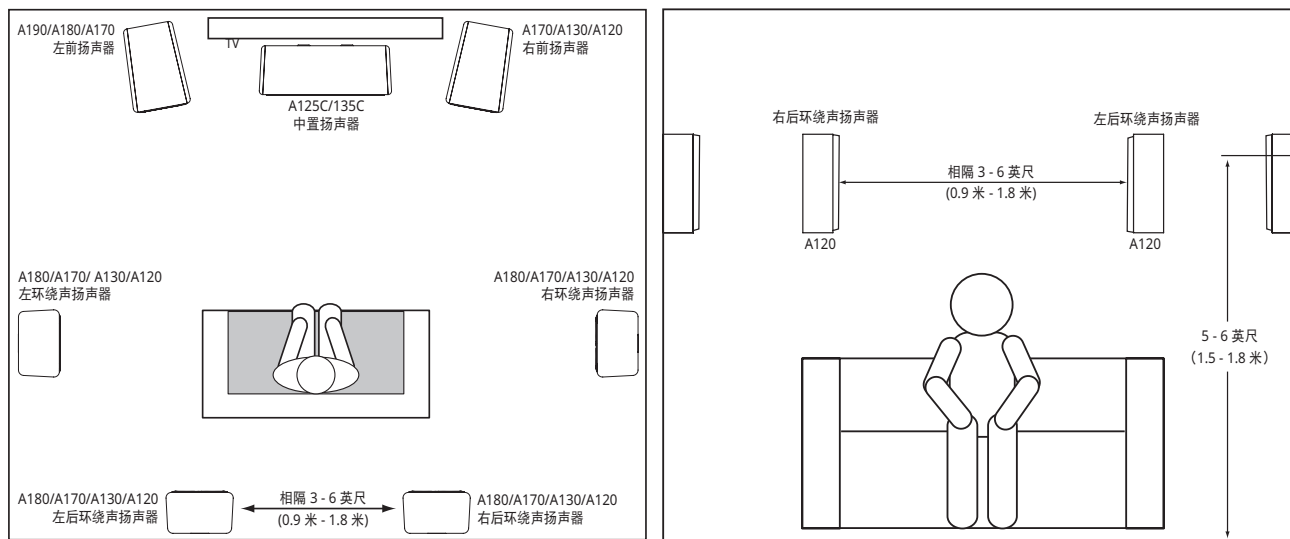 A190/A180/A170
左前扬声器
TV
A170/A130/A120
右前扬声器
A125C/135C
中置扬声器
A180/A170/ A130/A120
左环绕声扬声器
A180/A170/A130/A120
右环绕声扬声器
A180/A170/A130/A120
左后环绕声扬声器
相隔 3 - 6 英尺
(0.9 米 - 1.8 米)
A180/A170/A130/A120
右后环绕声扬声器
右后环绕声扬声器
左后环绕声扬声器
相隔 3 - 6 英尺
(0.9 米 - 1.8 米)
A120
A120
5 - 6 英尺
(1.5 - 1.8 米)